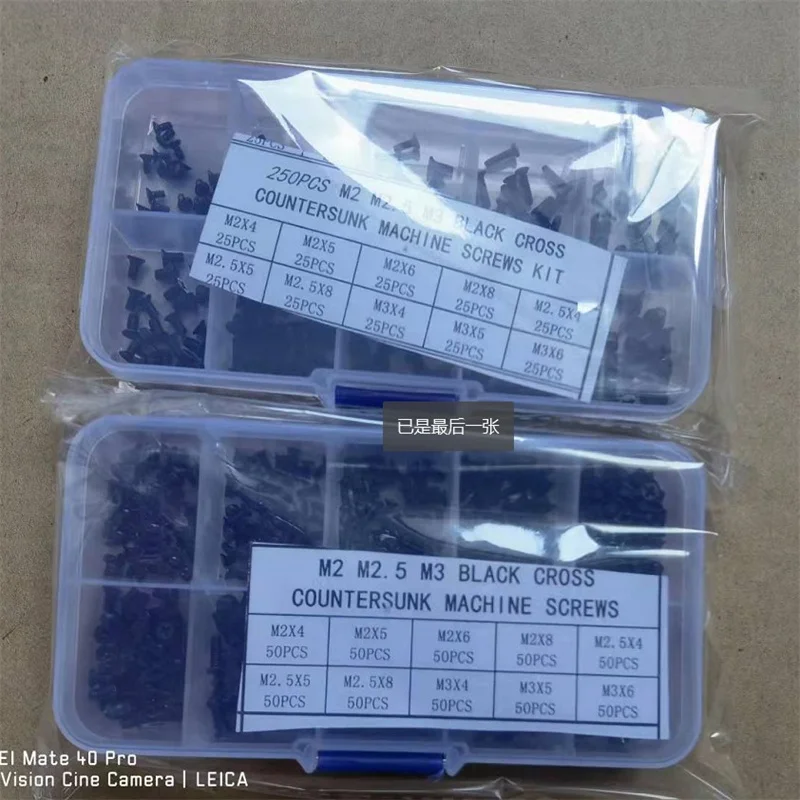 250PCS M2 M2.5 M3 BLACK CROSS
COUNTERSUNK MACHINE SCREWS KIT
M2X4 M2X5 M2X6 M2X8 M2.5X4
25PCS 25PCS 25PCS 25PCS 25PCS
M2.5X5 M2.5X8 M3X4 M3X5 M3X6
25PCS 25PCS 25PCS 25PCS 25PCS
已是最后一张
M2 M2.5 M3 BLACK CROSS
COUNTERSUNK MACHINE SCREWS
M2X4 M2X5 M2X6 M2X8 M2.5X4
50PCS 50PCS 50PCS 50PCS 50PCS
M2.5X5 M2.5X8 M3X4 M3X5 M3X6
50PCS 50PCS 50PCS 50PCS 50PCS
EI Mate 40 Pro
Vision Cine Camera | LEICA